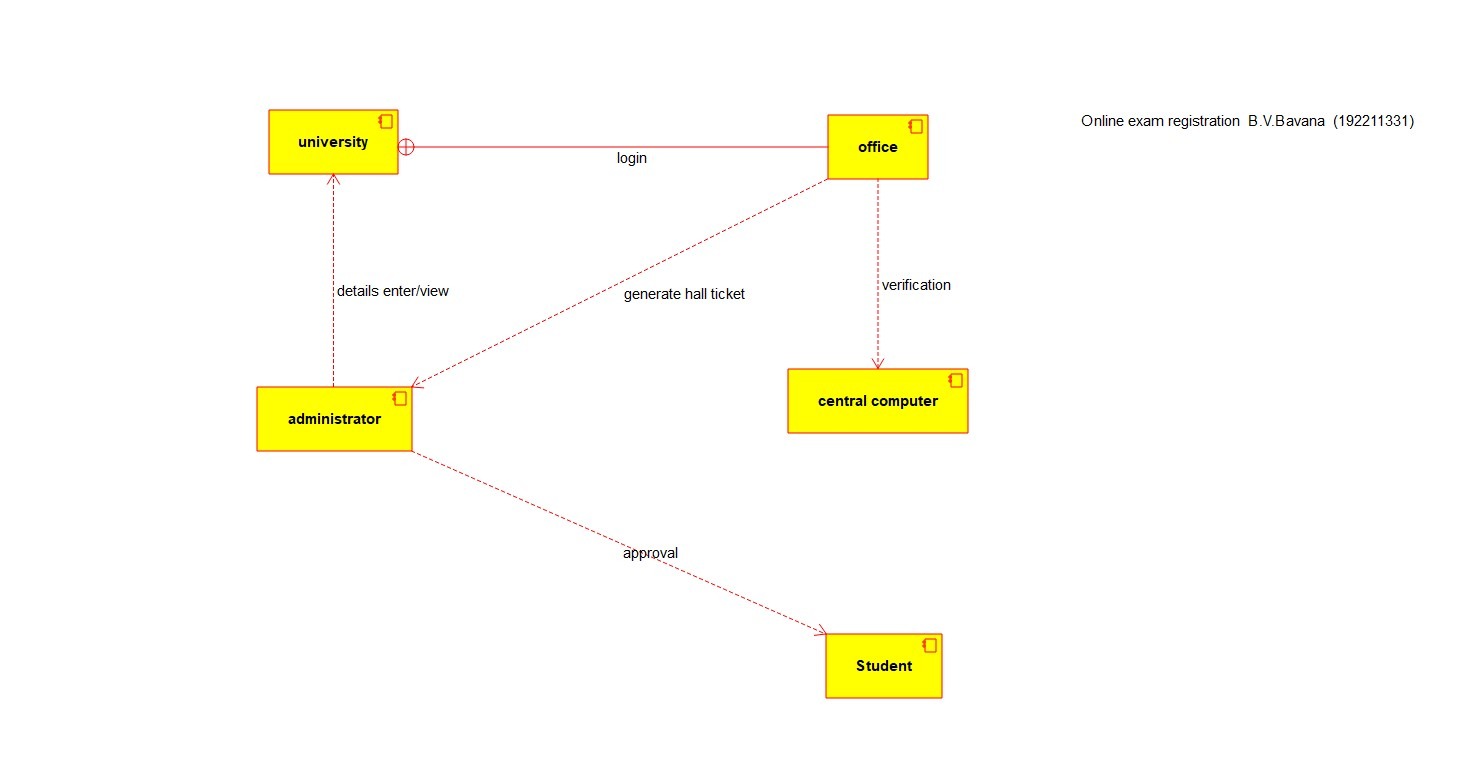 university
office
Online exam registration  B.V.Bavana  (192211331)
login
details enter/view
generate hall ticket
verification
administrator
central computer
approval
Student